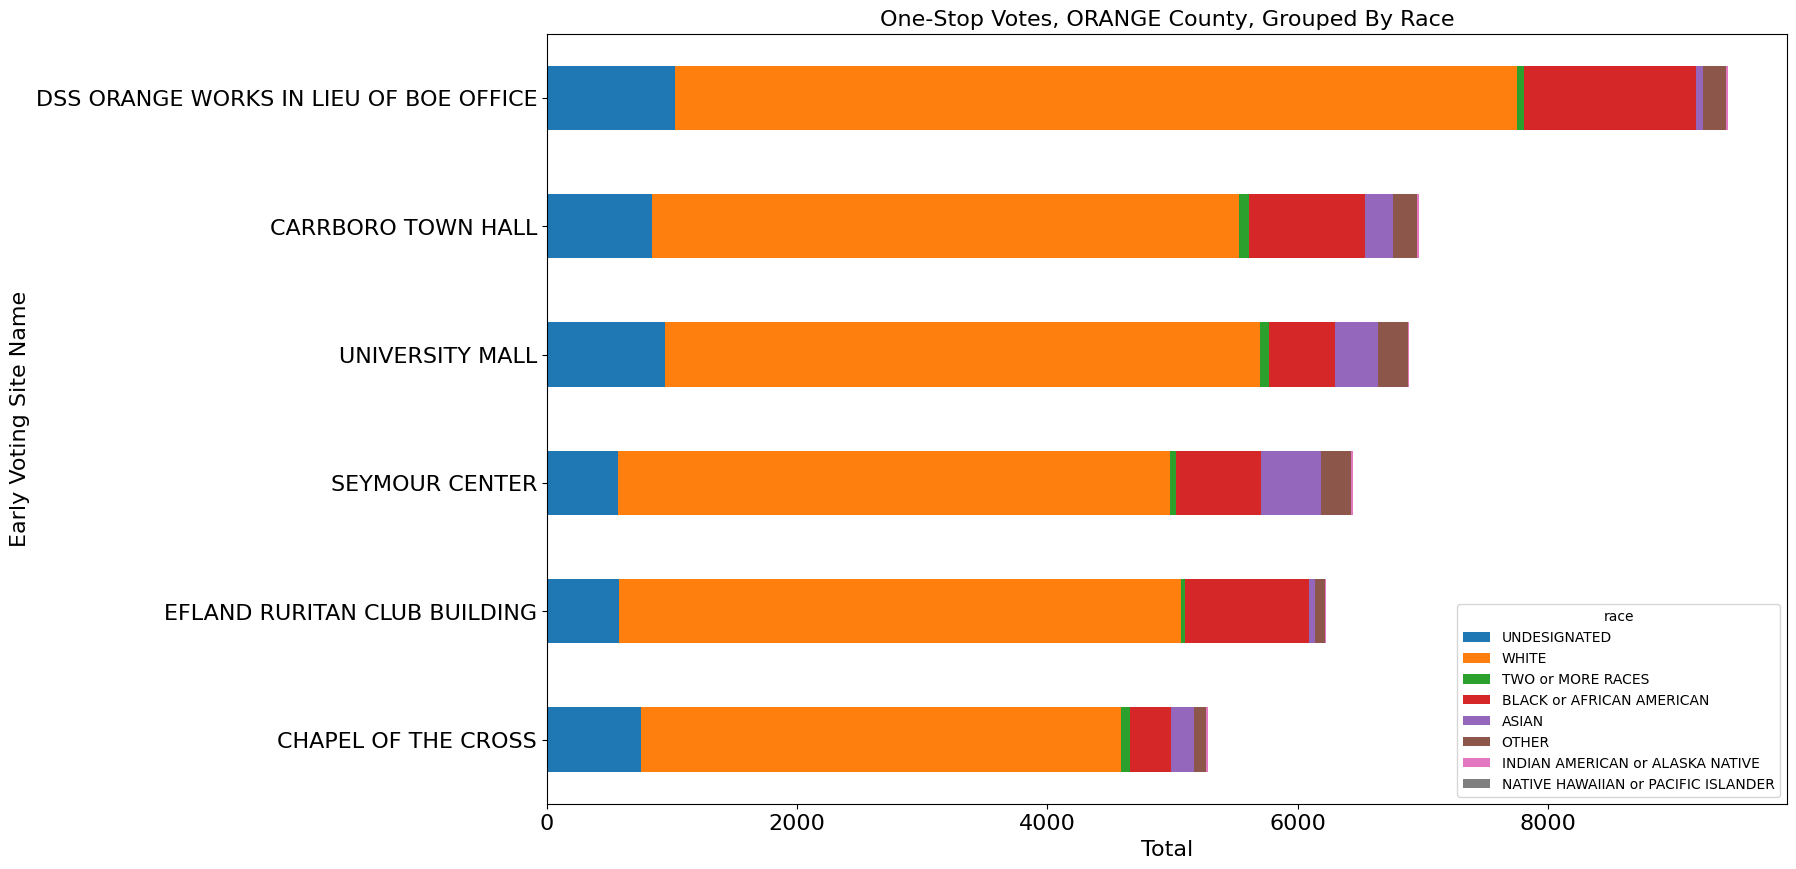 One-Stop Votes, ORANGE County, Grouped By Race
Early Voting Site Name
DSS ORANGE WORKS IN LIEU OF BOE OFFICE
CARRBORO TOWN HALL
UNIVERSITY MALL
SEYMOUR CENTER
EFLAND RURITAN CLUB BUILDING
CHAPEL OF THE CROSS
race
UNDESIGNATED
WHITE
TWO or MORE RACES
BLACK or AFRICAN AMERICAN
ASIAN
OTHER
INDIAN AMERICAN or ALASKA NATIVE
NATIVE HAWAIIAN or PACIFIC ISLANDER
0 2000 4000 6000 8000
Total